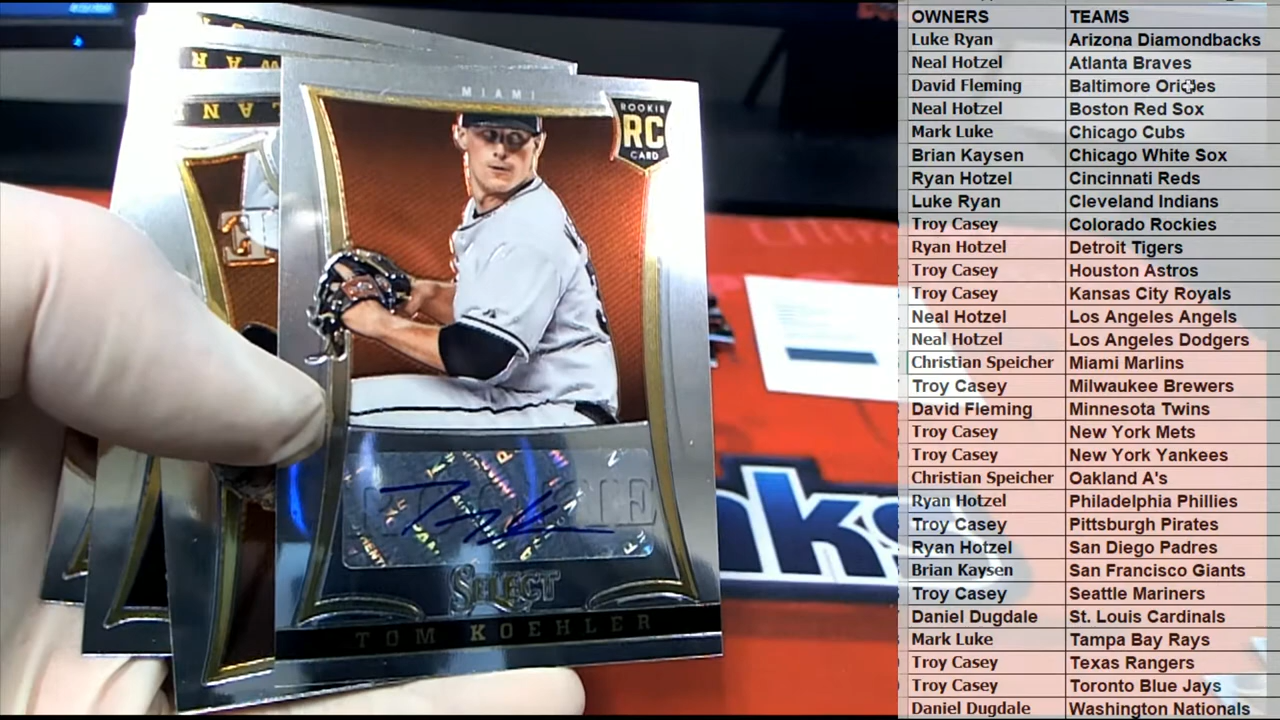 MIAMI
ROOKIE
RC
CARD
SELECT
TOM KOEHLER
OWNERS TEAMS
Luke Ryan Arizona Diamondbacks
Neal Hotzel Atlanta Braves
David Fleming Baltimore Orioles
Neal Hotzel Boston Red Sox
Mark Luke Chicago Cubs
Brian Kaysen Chicago White Sox
Ryan Hotzel Cincinnati Reds
Luke Ryan Cleveland Indians
Troy Casey Colorado Rockies
Ryan Hotzel Detroit Tigers
Troy Casey Houston Astros
Troy Casey Kansas City Royals
Neal Hotzel Los Angeles Angels
Neal Hotzel Los Angeles Dodgers
Christian Speicher Miami Marlins
Troy Casey Milwaukee Brewers
David Fleming Minnesota Twins
Troy Casey New York Mets
Troy Casey New York Yankees
Christian Speicher Oakland A's
Ryan Hotzel Philadelphia Phillies
Troy Casey Pittsburgh Pirates
Ryan Hotzel San Diego Padres
Brian Kaysen San Francisco Giants
Troy Casey Seattle Mariners
Daniel Dugdale St. Louis Cardinals
Mark Luke Tampa Bay Rays
Troy Casey Texas Rangers
Troy Casey Toronto Blue Jays
Daniel Dugdale Washington Nationals